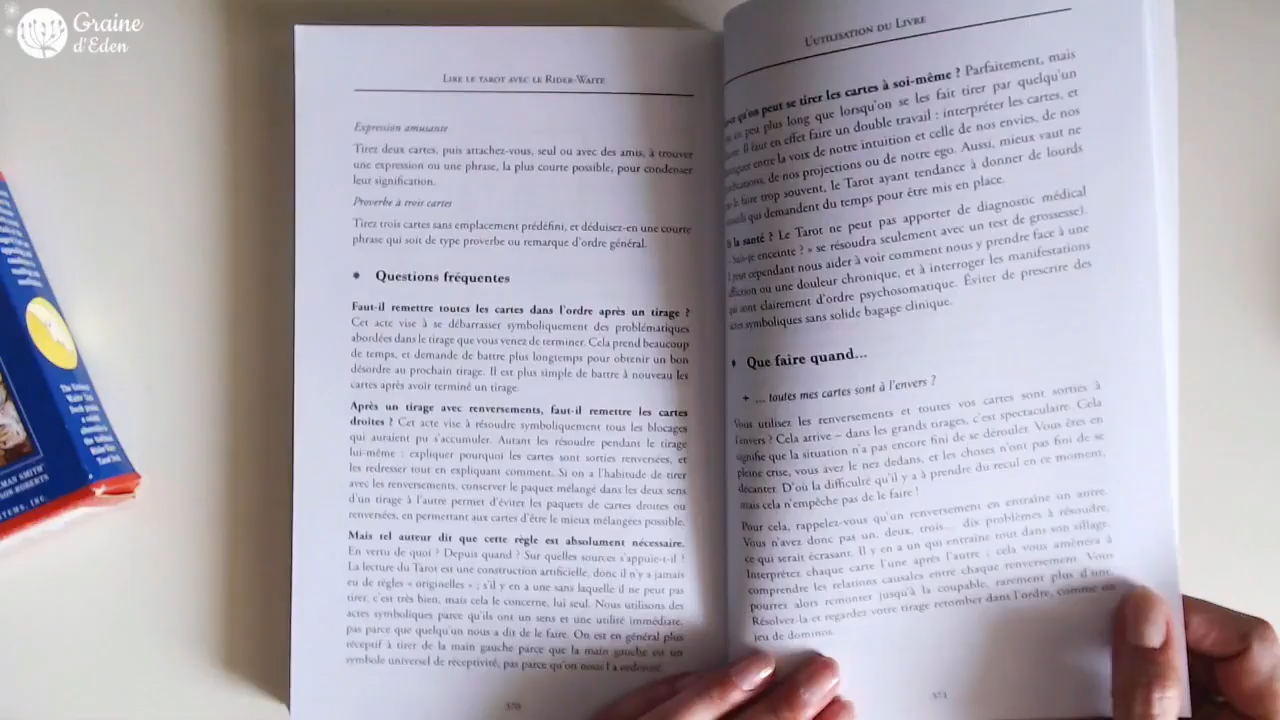 Graine
d'Eden
LIRE LE TAROT AVEC LE RIDER-WAITE
Expression amusante
Tirez deux cartes, puis attachez-vous, seul ou avec des amis, à trouver
une expression ou une phrase, la plus courte possible, pour condenser
leur signification.
Proverbe à trois cartes
Tirez trois cartes sans emplacement prédéfini, et déduisez-en une courte
phrase qui soit de type proverbe ou remarque d'ordre général.
Questions fréquentes
Faut-il remettre toutes les cartes dans l'ordre après un tirage ?
Cet acte vise à se débarrasser symboliquement des problématiques
abordées dans le tirage que vous venez de terminer. Cela prend beaucoup
de temps, et demande de battre plus longtemps pour obtenir un bon
désordre au prochain tirage. Il est plus simple de battre à nouveau les
cartes après avoir terminé un tirage.
Après un tirage avec renversements, faut-il remettre les cartes
droites ? Cet acte vise à résoudre symboliquement tous les blocages
qui auraient pu s'accumuler. Autant les résoudre pendant le tirage
lui-même : expliquer pourquoi les cartes sont sorties renversées, et
les redresser tout en expliquant comment. Si on a l'habitude de tirer
avec les renversements, conserver le paquet mélangé dans les deux sens
d'un tirage à l'autre permet d'éviter les paquets de cartes droites ou
renversées, en permettant aux cartes d'être le mieux mélangées possible.
Mais tel auteur dit que cette règle est absolument nécessaire.
En vertu de quoi ? Depuis quand ? Sur quelles sources s'appuie-t-il ?
La lecture du Tarot est une construction artificielle, donc il n'y a jamais
eu de règles « originelles » ; s'il y en a une sans laquelle il ne peut pas
tirer, c'est très bien, mais cela le concerne, lui seul. Nous utilisons des
actes symboliques parce qu'ils ont un sens et une utilité immédiate,
pas parce que quelqu'un nous a dit de le faire. On est en général plus
réceptif à tirer de la main gauche parce que la main gauche est un
symbole universel de réceptivité, pas parce qu'on nous l'a ordonné.
370
L'UTILISATION DU LIVRE
qu'on peut se tirer les cartes à soi-même ? Parfaitement, mais
un peu plus long que lorsqu'on se les fait tirer par quelqu'un
Il faut en effet faire un double travail : interpréter les cartes, et
entre la voix de notre intuition et celle de nos envies, de nos
de nos projections ou de notre ego. Aussi, mieux vaut ne
le faire trop souvent, le Tarot ayant tendance à donner de lourds
qui demandent du temps pour être mis en place.
la santé ? Le Tarot ne peut pas apporter de diagnostic médical
« Suis-je enceinte ? » se résoudra seulement avec un test de grossesse).
Il peut cependant nous aider à voir comment nous y prendre face à une
affliction ou une douleur chronique, et à interroger les manifestations
qui sont clairement d'ordre psychosomatique. Éviter de prescrire des
actes symboliques sans solide bagage clinique.
Que faire quand...
+ ... toutes mes cartes sont à l'envers ?
Vous utilisez les renversements et toutes vos cartes sont sorties à
l'envers ? Cela arrive – dans les grands tirages, c'est spectaculaire. Cela
signifie que la situation n'a pas encore fini de se dérouler. Vous êtes en
pleine crise, vous avez le nez dedans, et les choses n'ont pas fini de se
décanter. D'où la difficulté qu'il y a à prendre du recul en ce moment,
mais cela n'empêche pas de le faire !
Pour cela, rappelez-vous qu'un renversement en entraîne un autre.
Vous n'avez donc pas un, deux, trois... dix problèmes à résoudre,
ce qui serait écrasant. Il y en a un qui entraîne tout dans son sillage.
Interprétez chaque carte l'une après l'autre : cela vous amènera à
comprendre les relations causales entre chaque renversement. Vous
pourrez alors remonter jusqu'à la coupable, rarement plus d'une.
Résolvez-la et regardez votre tirage retomber dans l'ordre, comme un
jeu de dominos.
371